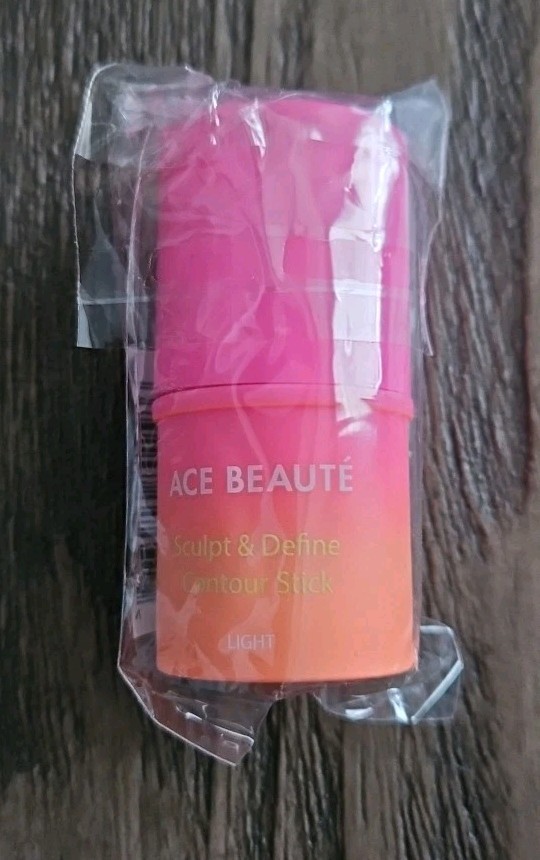 ACE BEAUTÉ
Sculpt & Define
Contour Stick
LIGHT